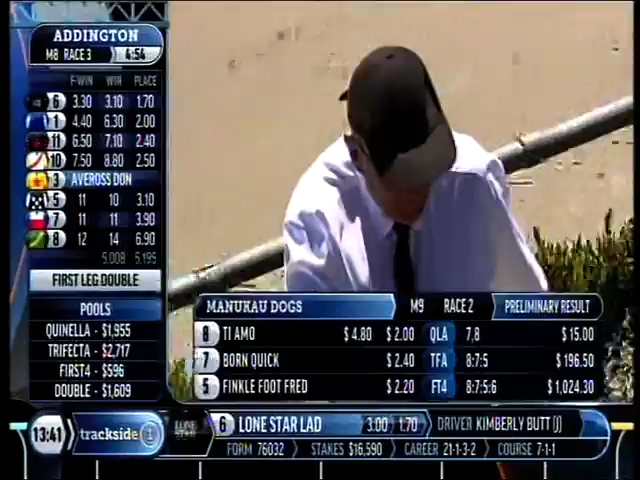 ADDINGTON
M8 RACE 3 4:54
F-WIN WIN PLACE
6 3.30 3.10 1.70
1 4.40 6.30 2.00
11 6.50 7.10 2.40
10 7.50 8.80 2.50
3 AVEROSS DON
5 11 10 3.10
7 11 11 3.90
8 12 14 6.90
5,008 5,195
FIRST LEG DOUBLE
POOLS
QUINELLA - $1,955
TRIFECTA - $2,717
FIRST4 - $596
DOUBLE - $1,609
MANUKAU DOGS M9 RACE 2 PRELIMINARY RESULT
8 TI AMO $4.80 $2.00 QLA 7,8 $15.00
7 BORN QUICK $2.40 TFA 8:7:5 $196.50
5 FINKLE FOOT FRED $2.20 FT4 8:7:5:6 $1,024.30
13:41 trackside 1 LONE STAR 6 LONE STAR LAD 3.00 1.70 DRIVER KIMBERLY BUTT (J)
FORM 76032 STAKES $16,590 CAREER 21-1-3-2 COURSE 7-1-1